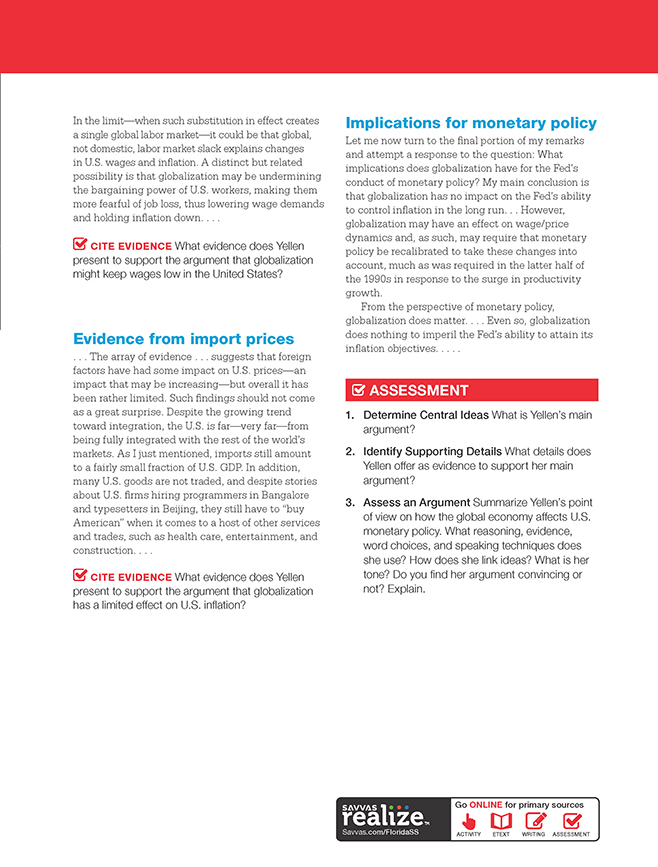 In the limit—when such substitution in effect creates
a single global labor market—it could be that global,
not domestic, labor market slack explains changes
in U.S. wages and inflation. A distinct but related
possibility is that globalization may be undermining
the bargaining power of U.S. workers, making them
more fearful of job loss, thus lowering wage demands
and holding inflation down. . . .
CITE EVIDENCE What evidence does Yellen
present to support the argument that globalization
might keep wages low in the United States?
Evidence from import prices
. . . The array of evidence . . . suggests that foreign
factors have had some impact on U.S. prices—an
impact that may be increasing—but overall it has
been rather limited. Such findings should not come
as a great surprise. Despite the growing trend
toward integration, the U.S. is far—very far—from
being fully integrated with the rest of the world's
markets. As I just mentioned, imports still amount
to a fairly small fraction of U.S. GDP. In addition,
many U.S. goods are not traded, and despite stories
about U.S. firms hiring programmers in Bangalore
and typesetters in Beijing, they still have to “buy
American” when it comes to a host of other services
and trades, such as health care, entertainment, and
construction. . . .
CITE EVIDENCE What evidence does Yellen
present to support the argument that globalization
has a limited effect on U.S. inflation?
Implications for monetary policy
Let me now turn to the final portion of my remarks
and attempt a response to the question: What
implications does globalization have for the Fed's
conduct of monetary policy? My main conclusion is
that globalization has no impact on the Fed's ability
to control inflation in the long run. . . However,
globalization may have an effect on wage/price
dynamics and, as such, may require that monetary
policy be recalibrated to take these changes into
account, much as was required in the latter half of
the 1990s in response to the surge in productivity
growth.
From the perspective of monetary policy,
globalization does matter. . . . Even so, globalization
does nothing to imperil the Fed's ability to attain its
inflation objectives. . . . .
ASSESSMENT
1. Determine Central Ideas What is Yellen's main
argument?
2. Identify Supporting Details What details does
Yellen offer as evidence to support her main
argument?
3. Assess an Argument Summarize Yellen's point
of view on how the global economy affects U.S.
monetary policy. What reasoning, evidence,
word choices, and speaking techniques does
she use? How does she link ideas? What is her
tone? Do you find her argument convincing or
not? Explain.
SAVVAS
realize™
Savvas.com/FloridaSS
Go ONLINE for primary sources
ACTIVITY ETEXT WRITING ASSESSMENT